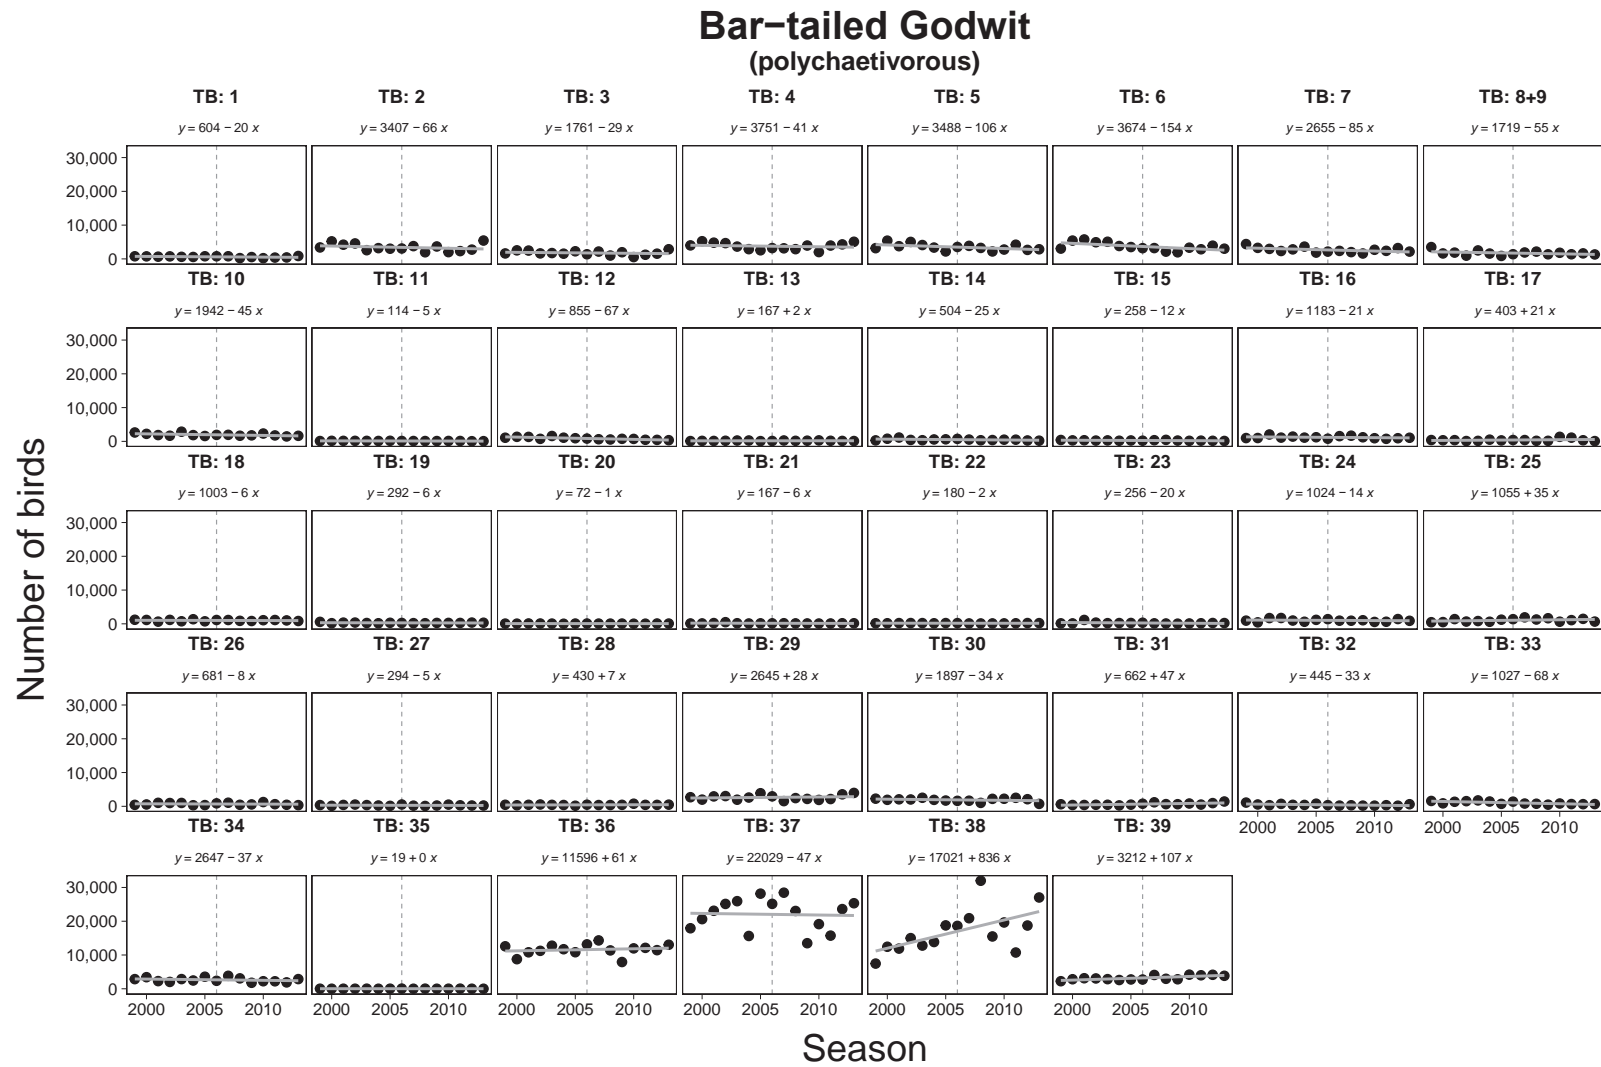 Bar−tailed Godwit
(polychaetivorous)
TB: 1 TB: 2 TB: 3 TB: 4 TB: 5 TB: 6 TB: 7 TB: 8+9
y = 604 − 20 x y = 3407 − 66 x y = 1761 − 29 x y = 3751 − 41 x y = 3488 − 106 x y = 3674 − 154 x y = 2655 − 85 x y = 1719 − 55 x
30,000
20,000
10,000
0
TB: 10 TB: 11 TB: 12 TB: 13 TB: 14 TB: 15 TB: 16 TB: 17
y = 1942 − 45 x y = 114 − 5 x y = 855 − 67 x y = 167 + 2 x y = 504 − 25 x y = 258 − 12 x y = 1183 − 21 x y = 403 + 21 x
30,000
20,000
10,000
0
TB: 18 TB: 19 TB: 20 TB: 21 TB: 22 TB: 23 TB: 24 TB: 25
y = 1003 − 6 x y = 292 − 6 x y = 72 − 1 x y = 167 − 6 x y = 180 − 2 x y = 256 − 20 x y = 1024 − 14 x y = 1055 + 35 x
30,000
20,000
10,000
0
TB: 26 TB: 27 TB: 28 TB: 29 TB: 30 TB: 31 TB: 32 TB: 33
y = 681 − 8 x y = 294 − 5 x y = 430 + 7 x y = 2645 + 28 x y = 1897 − 34 x y = 662 + 47 x y = 445 − 33 x y = 1027 − 68 x
30,000
20,000
10,000
0
2000 2005 2010 2000 2005 2010
TB: 34 TB: 35 TB: 36 TB: 37 TB: 38 TB: 39
y = 2647 − 37 x y = 19 + 0 x y = 11596 + 61 x y = 22029 − 47 x y = 17021 + 836 x y = 3212 + 107 x
30,000
20,000
10,000
0
2000 2005 2010 2000 2005 2010 2000 2005 2010 2000 2005 2010 2000 2005 2010 2000 2005 2010
Number of birds
Season